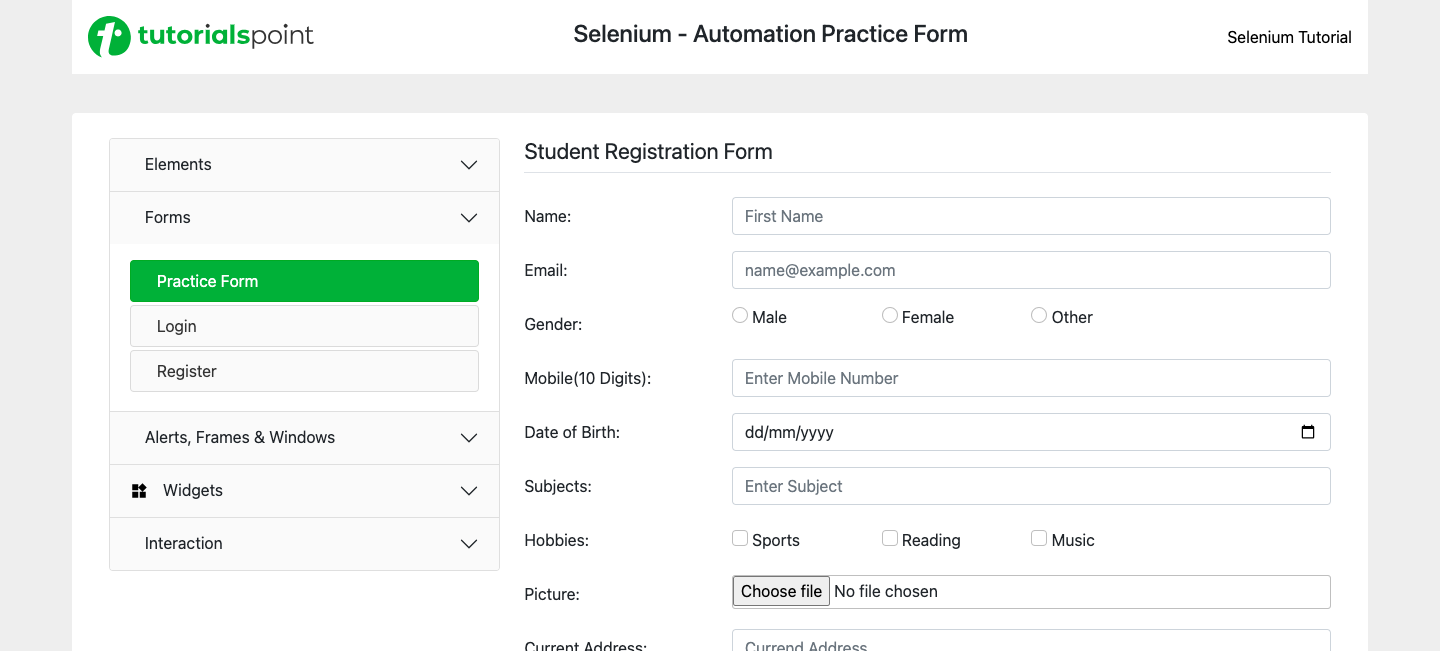 tutorialspoint
Selenium - Automation Practice Form
Selenium Tutorial
Elements
Forms
Practice Form
Login
Register
Alerts, Frames & Windows
Widgets
Interaction
Student Registration Form
Name: First Name
Email: name@example.com
Gender: Male Female Other
Mobile(10 Digits): Enter Mobile Number
Date of Birth: dd/mm/yyyy
Subjects: Enter Subject
Hobbies: Sports Reading Music
Picture: Choose file No file chosen
Current Address: Currend Address